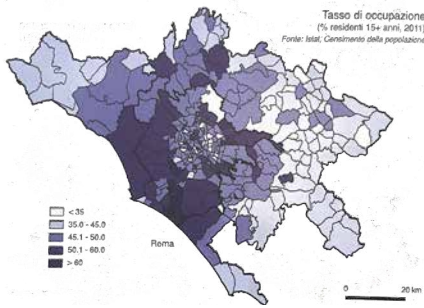 Tasso di occupazione
(% residenti 15+ anni, 2011)
Fonte: Istat, Censimento della popolazione
< 35
35.0 - 45.0
45.1 - 50.0
50.1 - 60.0
> 60
Roma
0 20 km